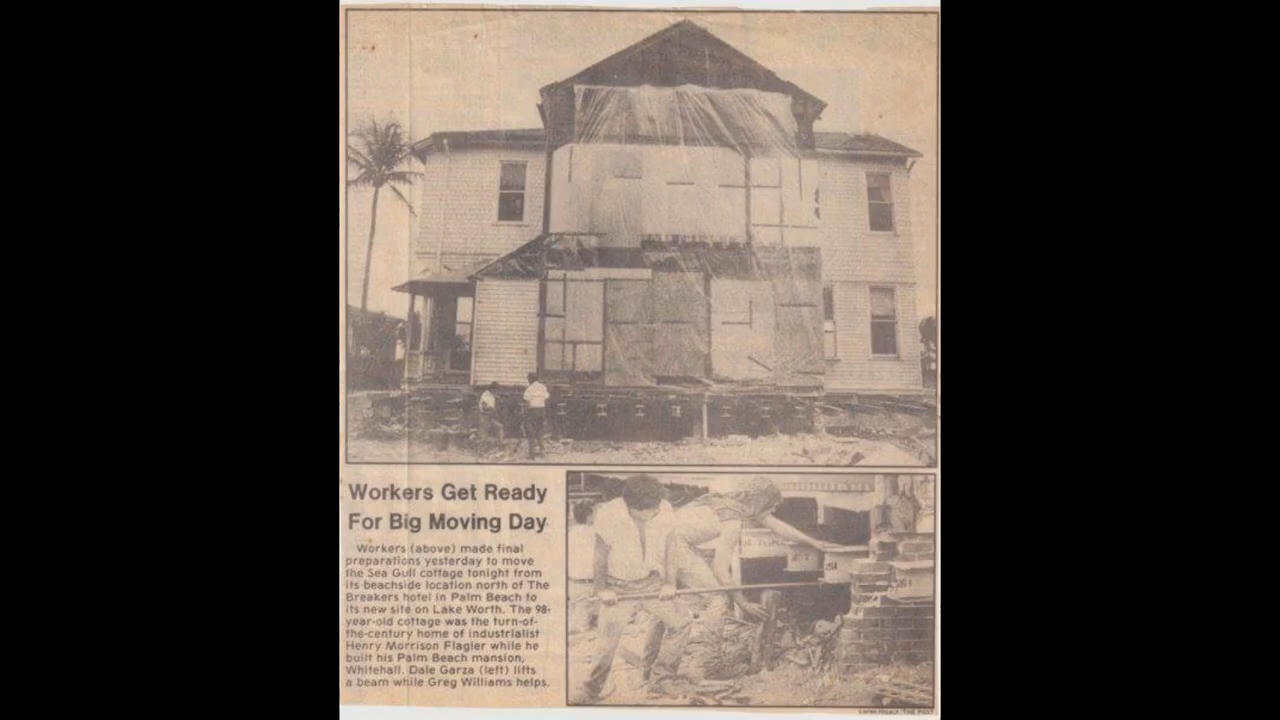 Workers Get Ready
For Big Moving Day
Workers (above) made final
preparations yesterday to move
the Sea Gull cottage tonight from
its beachside location north of The
Breakers hotel in Palm Beach to
its new site on Lake Worth. The 98-
year-old cottage was the turn-of-
the-century home of industrialist
Henry Morrison Flagler while he
built his Palm Beach mansion,
Whitehall. Dale Garza (left) lifts
a beam while Greg Williams helps.
THE POST